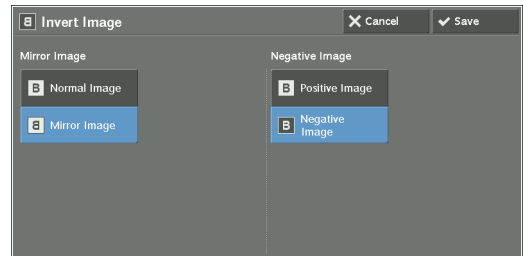 Invert Image
Cancel
Save
Mirror Image
Negative Image
B Normal Image
B Positive Image
B Mirror Image
B Negative
Image